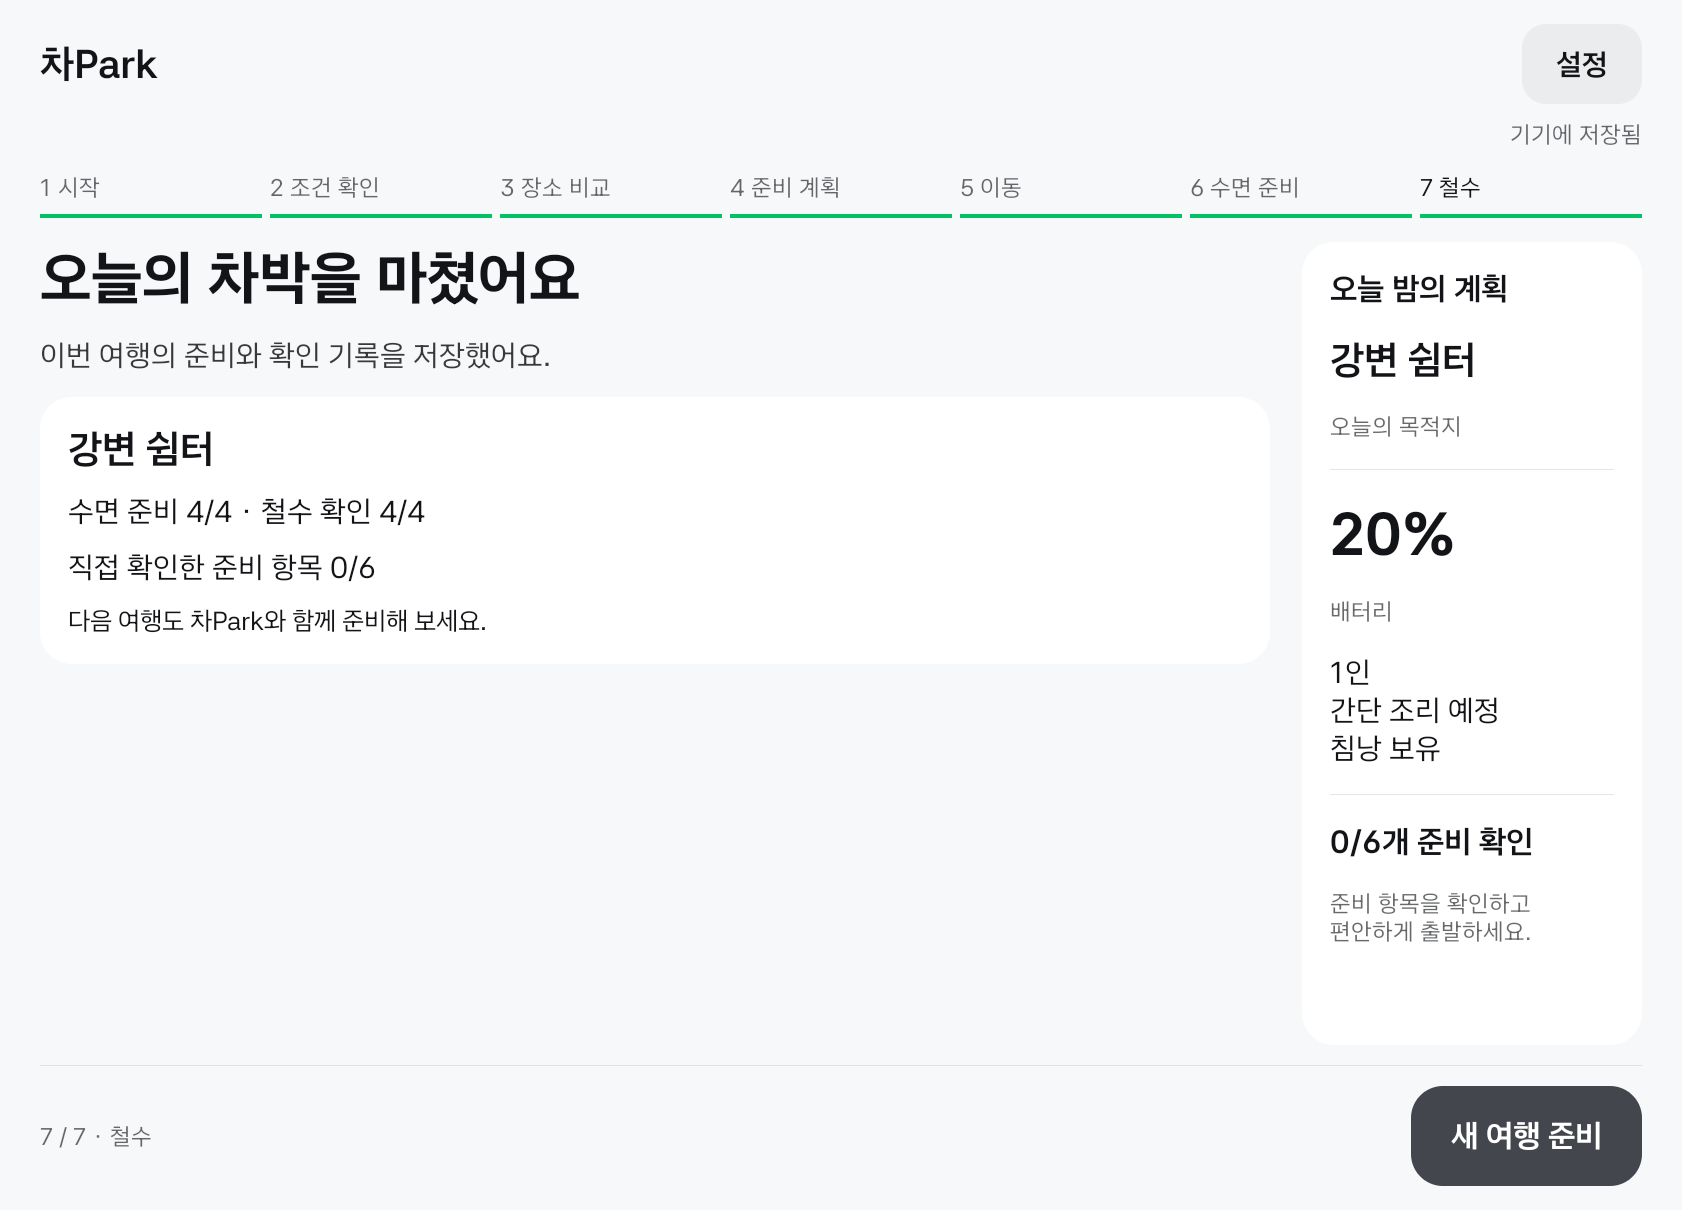 차Park
설정
기기에 저장됨
1 시작
2 조건 확인
3 장소 비교
4 준비 계획
5 이동
6 수면 준비
7 철수
오늘의 차박을 마쳤어요
이번 여행의 준비와 확인 기록을 저장했어요.
강변 쉼터
수면 준비 4/4 · 철수 확인 4/4
직접 확인한 준비 항목 0/6
다음 여행도 차Park와 함께 준비해 보세요.
오늘 밤의 계획
강변 쉼터
오늘의 목적지
20%
배터리
1인
간단 조리 예정
침낭 보유
0/6개 준비 확인
준비 항목을 확인하고
편안하게 출발하세요.
7 / 7 · 철수
새 여행 준비